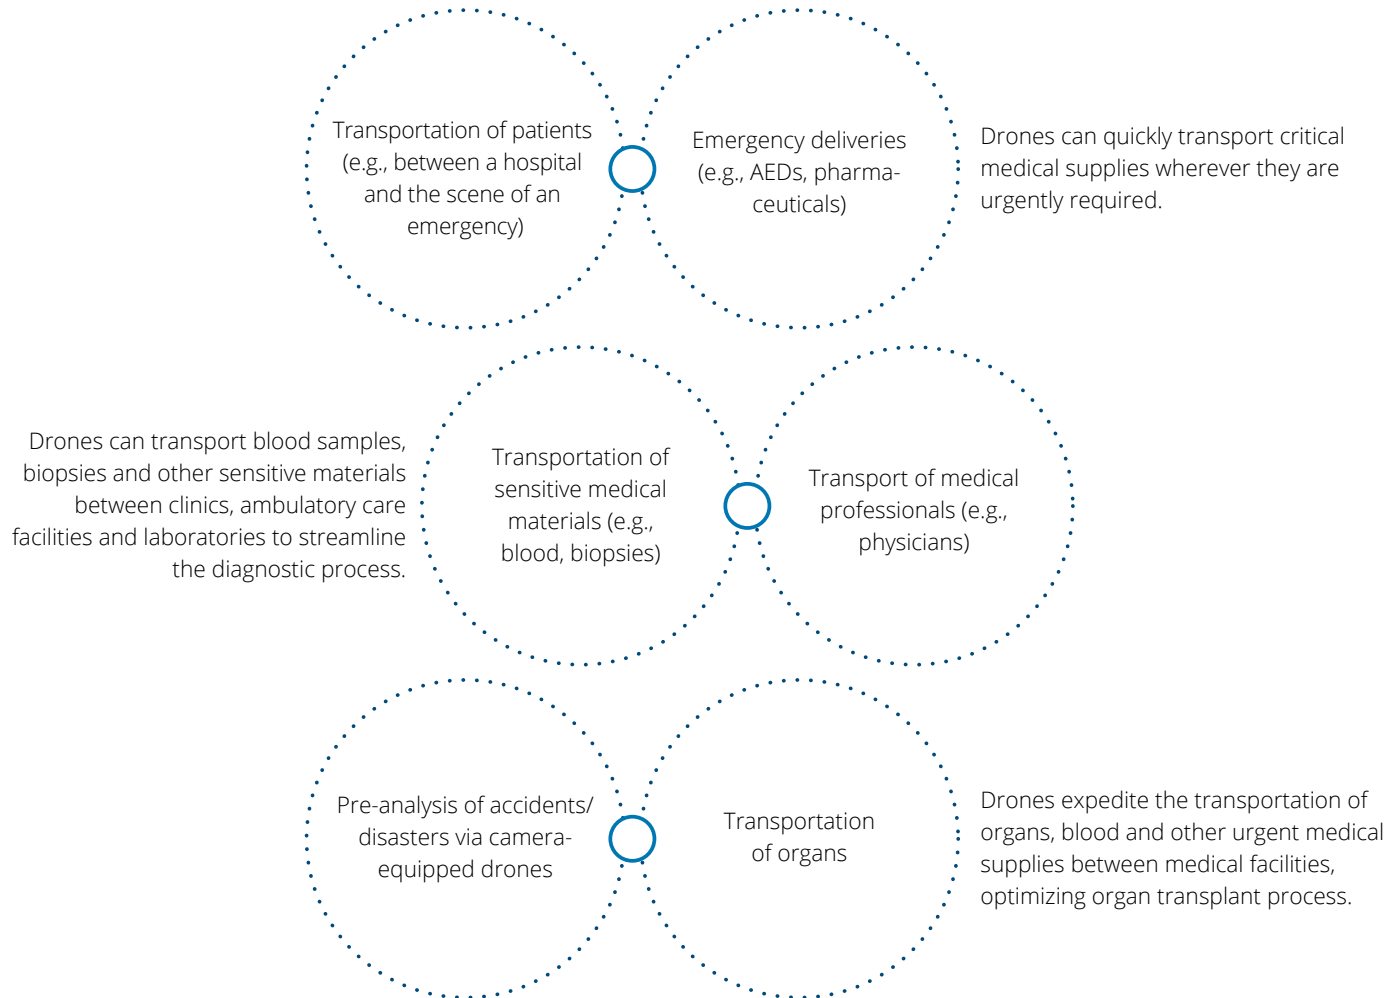 Transportation of patients
(e.g., between a hospital
and the scene of an
emergency)
Emergency deliveries
(e.g., AEDs, pharma-
ceuticals)
Drones can quickly transport critical
medical supplies wherever they are
urgently required.
Drones can transport blood samples,
biopsies and other sensitive materials
between clinics, ambulatory care
facilities and laboratories to streamline
the diagnostic process.
Transportation of
sensitive medical
materials (e.g.,
blood, biopsies)
Transport of medical
professionals (e.g.,
physicians)
Pre-analysis of accidents/
disasters via camera-
equipped drones
Transportation
of organs
Drones expedite the transportation of
organs, blood and other urgent medical
supplies between medical facilities,
optimizing organ transplant process.